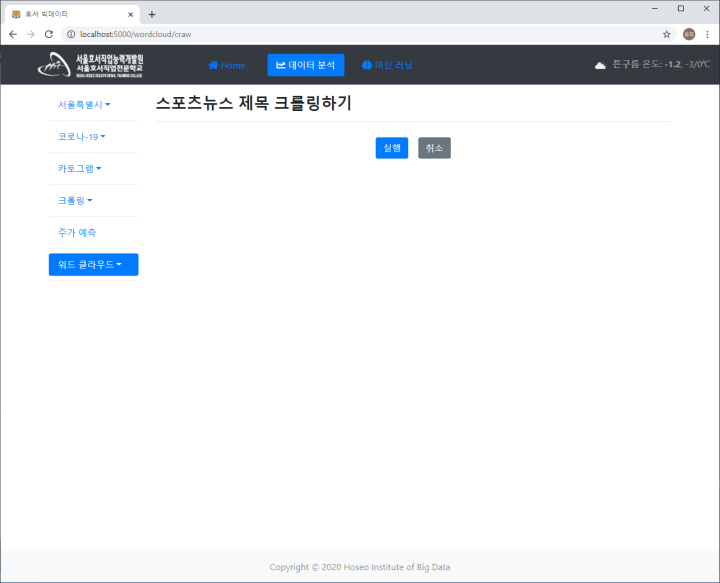 호서 빅데이터
localhost:5000/wordcloud/craw
승우
서울호서직업능력개발원
서울호서직업전문학교
SEOUL HOSEO OCCUPATIONAL TRAINING COLLEGE
Home
데이터 분석
머신 러닝
튼구름 온도: -1.2, -3/0℃
서울특별시
스포츠뉴스 제목 크롤링하기
코로나-19
실행
취소
카토그램
크롤링
주가 예측
워드 클라우드
Copyright © 2020 Hoseo Institute of Big Data